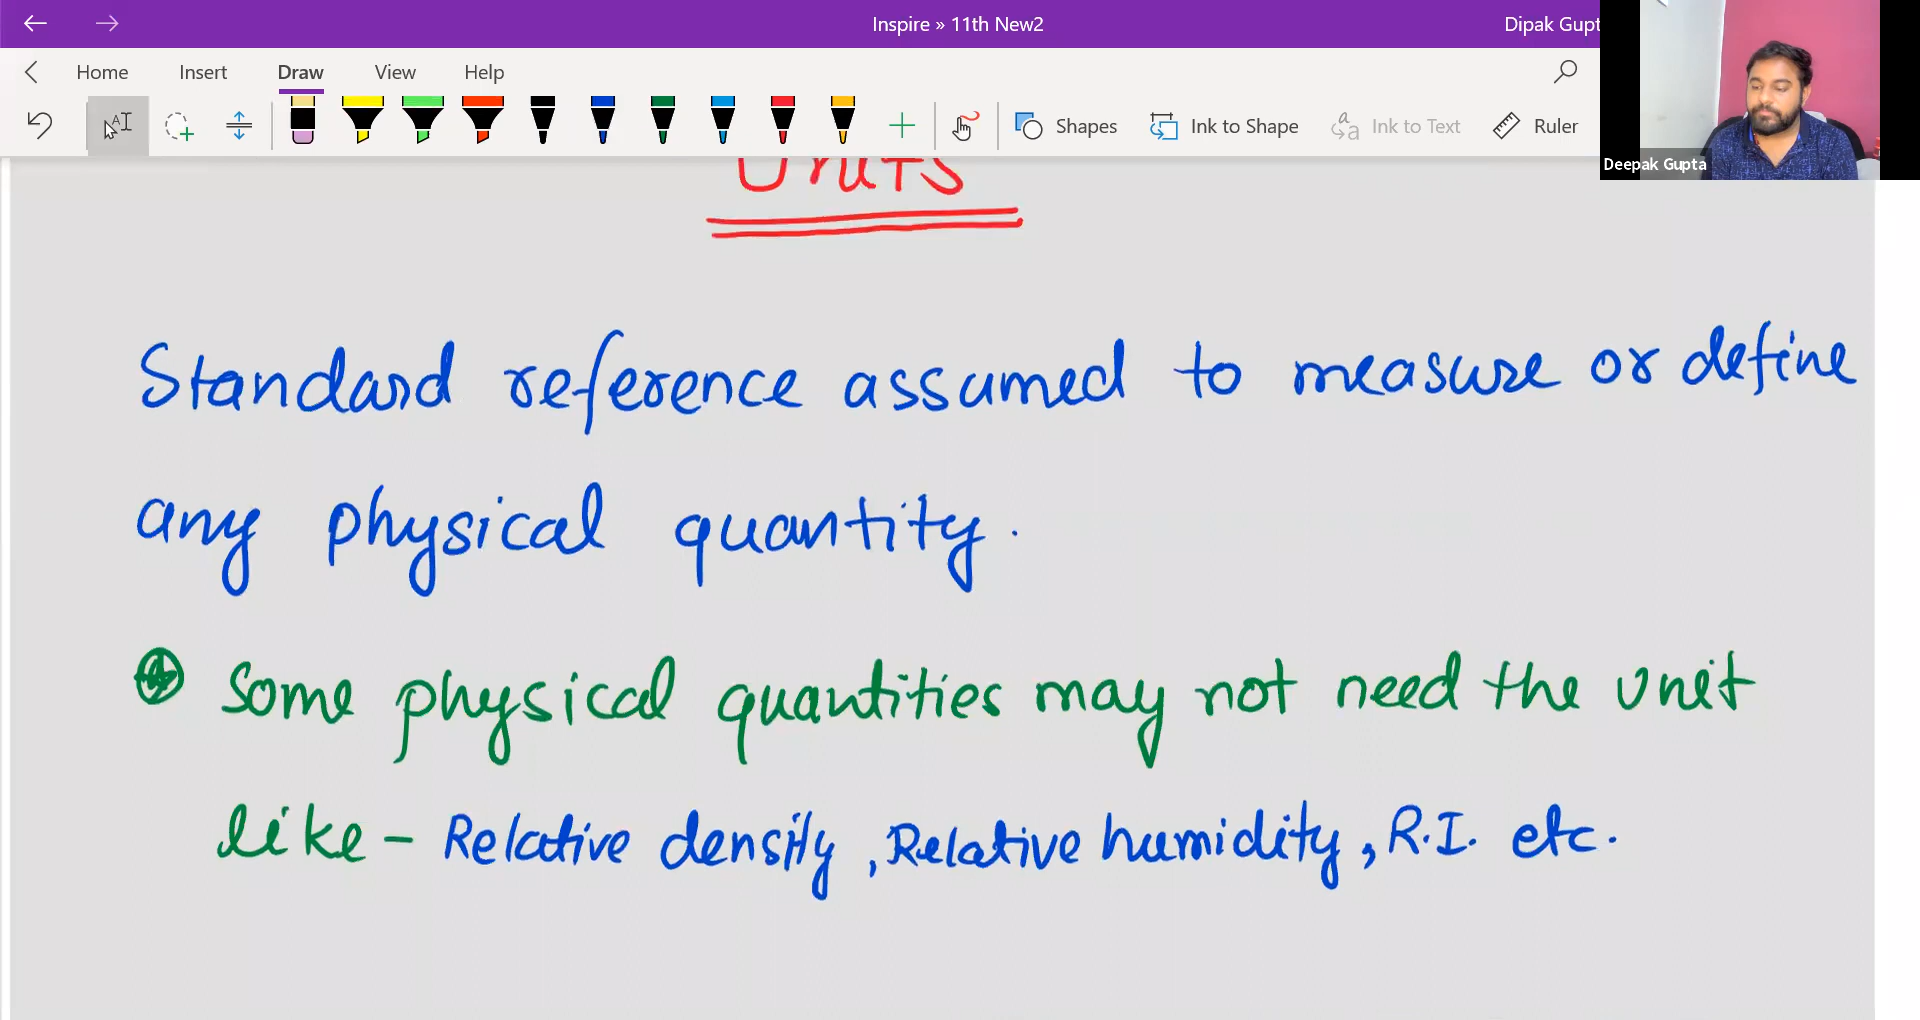 Inspire » 11th New2
Dipak Gupt
Home Insert Draw View Help
Shapes Ink to Shape Ink to Text Ruler
Deepak Gupta
Units
Standard reference assumed to measure or define
any physical quantity.
Some physical quantities may not need the unit
like - Relative density, Relative humidity, R.I. etc.